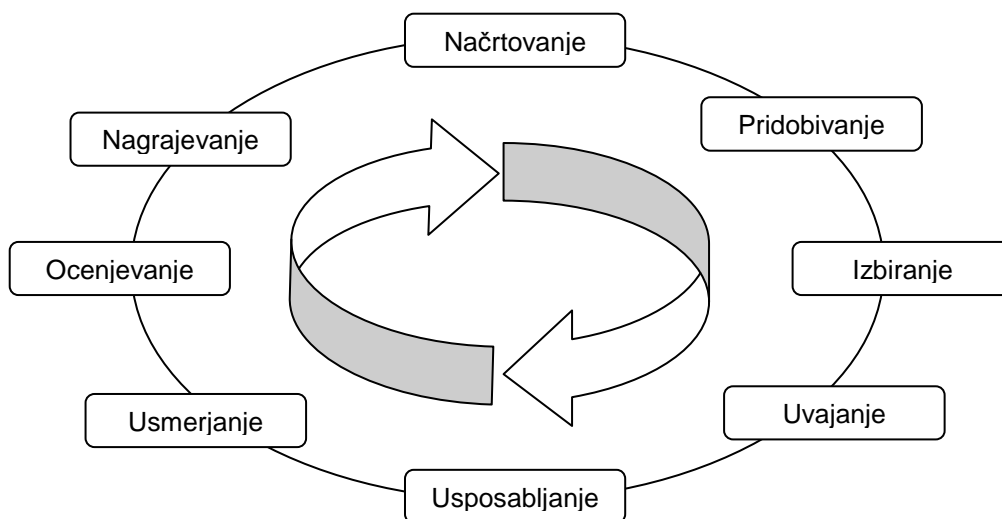 Načrtovanje
Pridobivanje
Izbiranje
Uvajanje
Usposabljanje
Usmerjanje
Ocenjevanje
Nagrajevanje